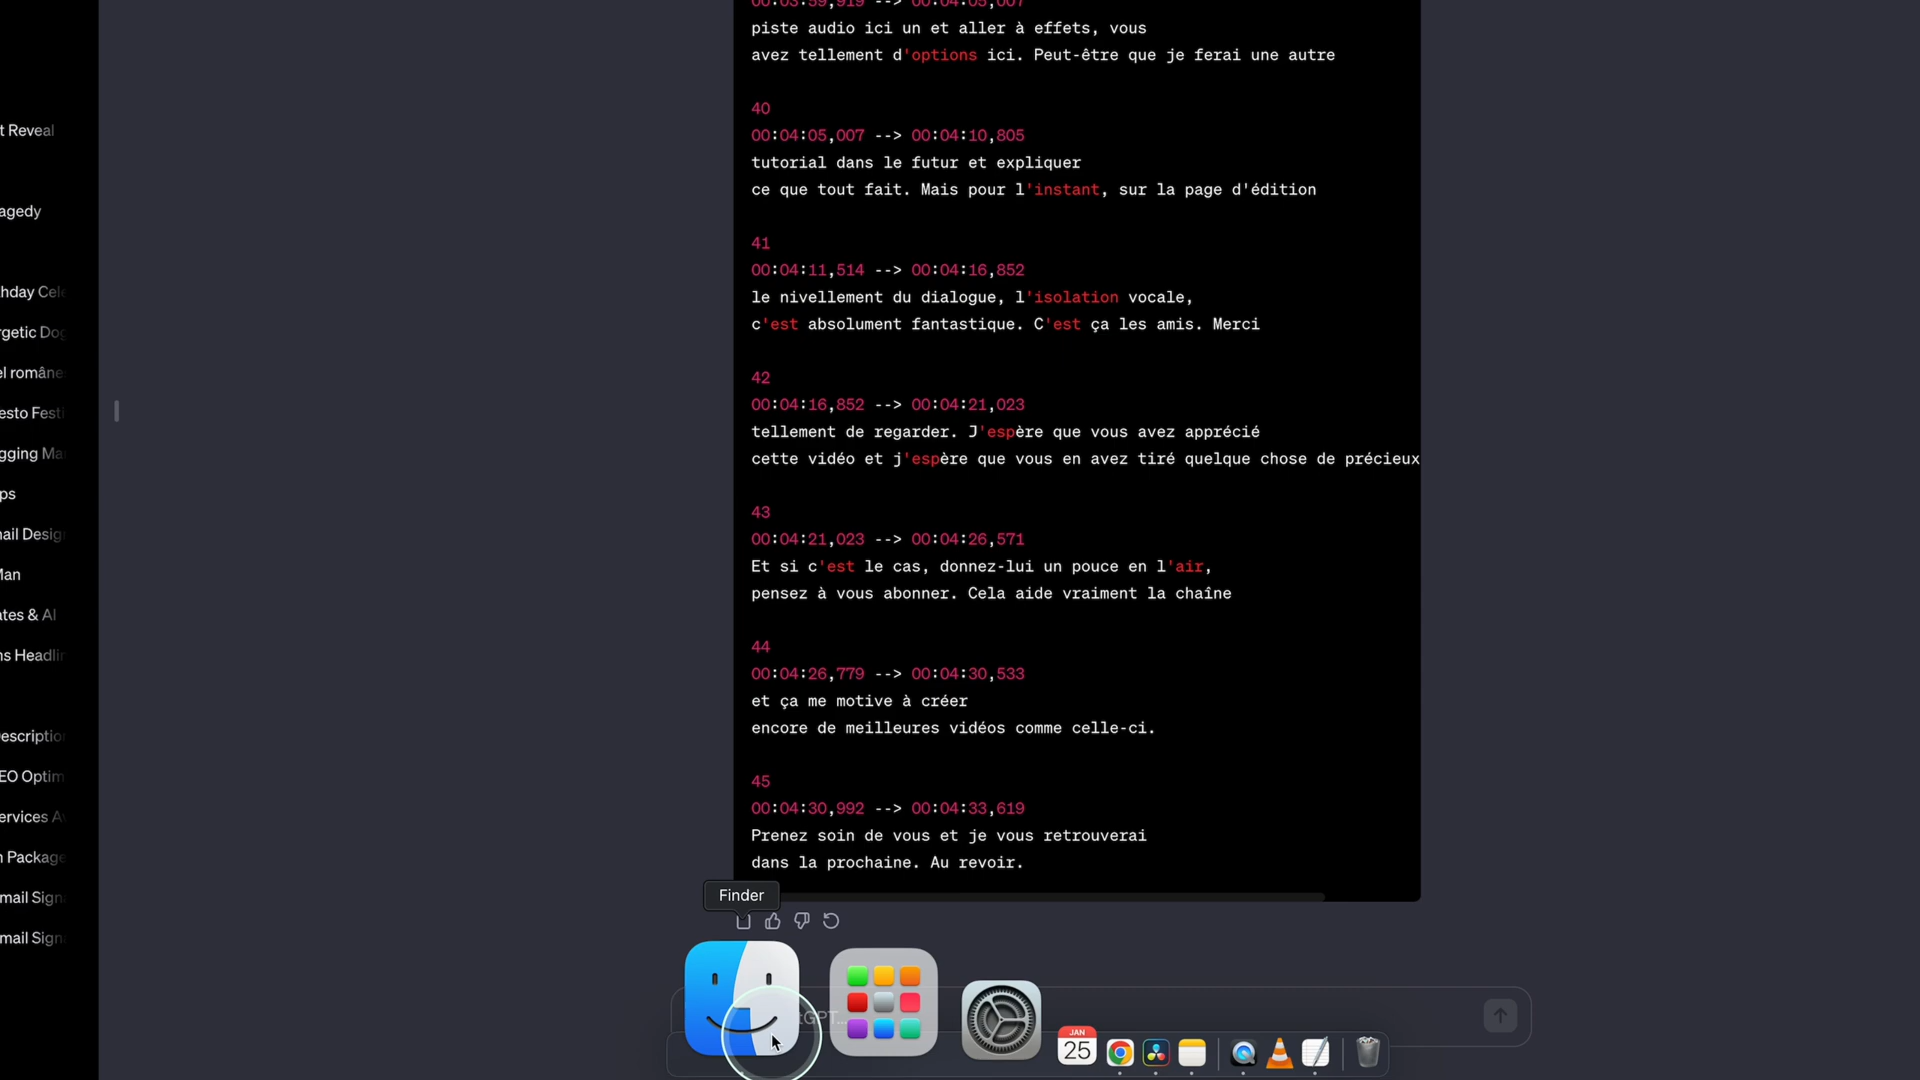 00:03:59,919 --> 00:04:05,007
piste audio ici un et aller à effets, vous
avez tellement d'options ici. Peut-être que je ferai une autre
40
00:04:05,007 --> 00:04:10,805
tutorial dans le futur et expliquer
ce que tout fait. Mais pour l'instant, sur la page d'édition
41
00:04:11,514 --> 00:04:16,852
le nivellement du dialogue, l'isolation vocale,
c'est absolument fantastique. C'est ça les amis. Merci
42
00:04:16,852 --> 00:04:21,023
tellement de regarder. J'espère que vous avez apprécié
cette vidéo et j'espère que vous en avez tiré quelque chose de précieux
43
00:04:21,023 --> 00:04:26,571
Et si c'est le cas, donnez-lui un pouce en l'air,
pensez à vous abonner. Cela aide vraiment la chaîne
44
00:04:26,779 --> 00:04:30,533
et ça me motive à créer
encore de meilleures vidéos comme celle-ci.
45
00:04:30,992 --> 00:04:33,619
Prenez soin de vous et je vous retrouverai
dans la prochaine. Au revoir.
t Reveal
agedy
hday Cele
rgetic Dog
el române
esto Festi
gging Ma
ps
ail Design
Man
ates & AI
ns Headlin
escription
EO Optim
ervices A
n Package
mail Sign
mail Sign
Finder
tGPT...
JAN
25